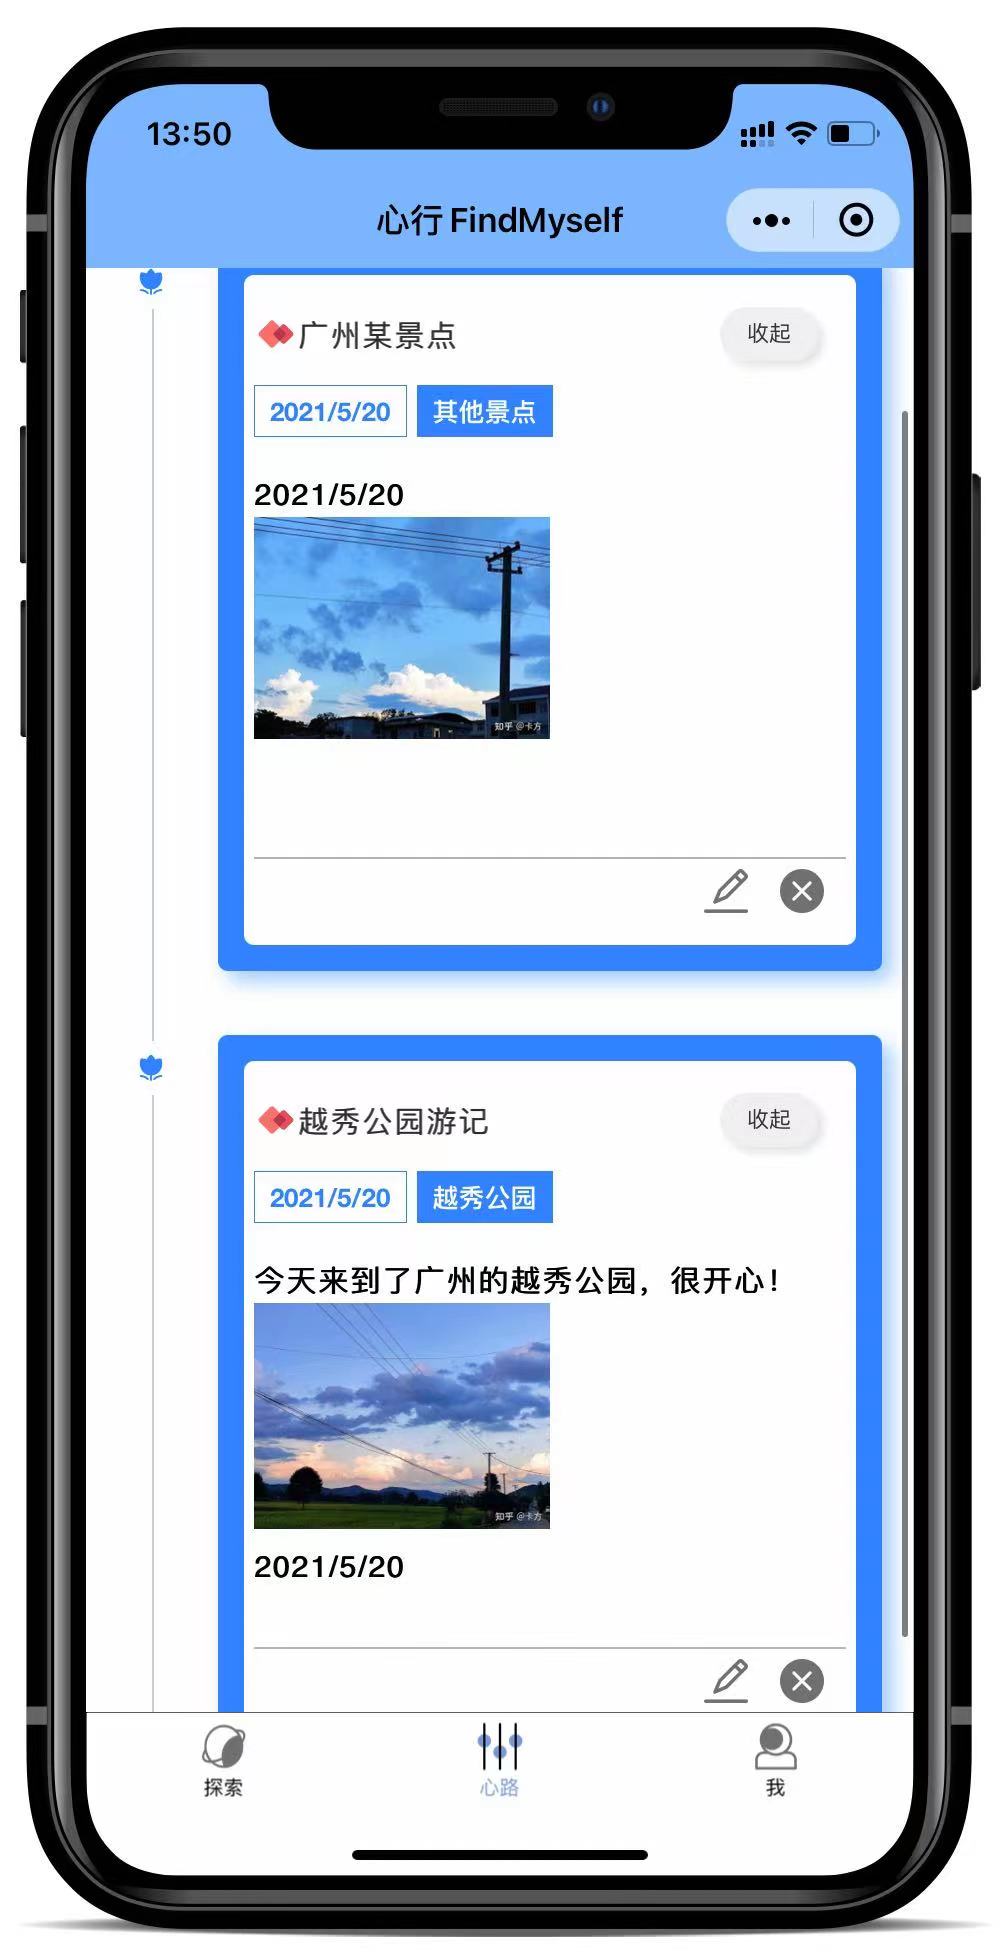 13:50
心行 FindMyself
广州某景点
收起
2021/5/20 其他景点
2021/5/20
知乎 @卡方
越秀公园游记
收起
2021/5/20 越秀公园
今天来到了广州的越秀公园，很开心！
知乎 @卡方
2021/5/20
探索 心路 我